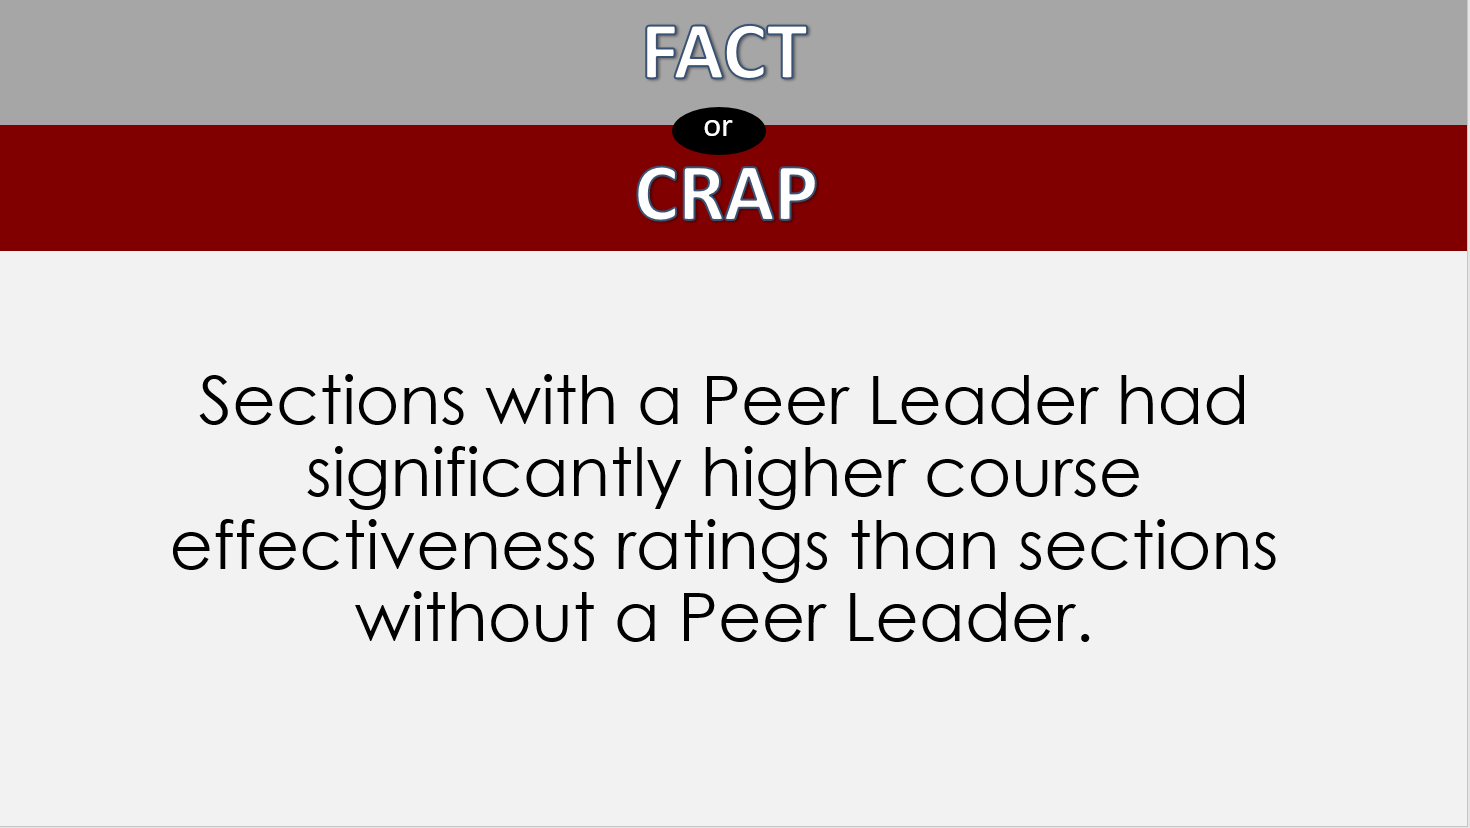 FACT
or
CRAP
Sections with a Peer Leader had
significantly higher course
effectiveness ratings than sections
without a Peer Leader.